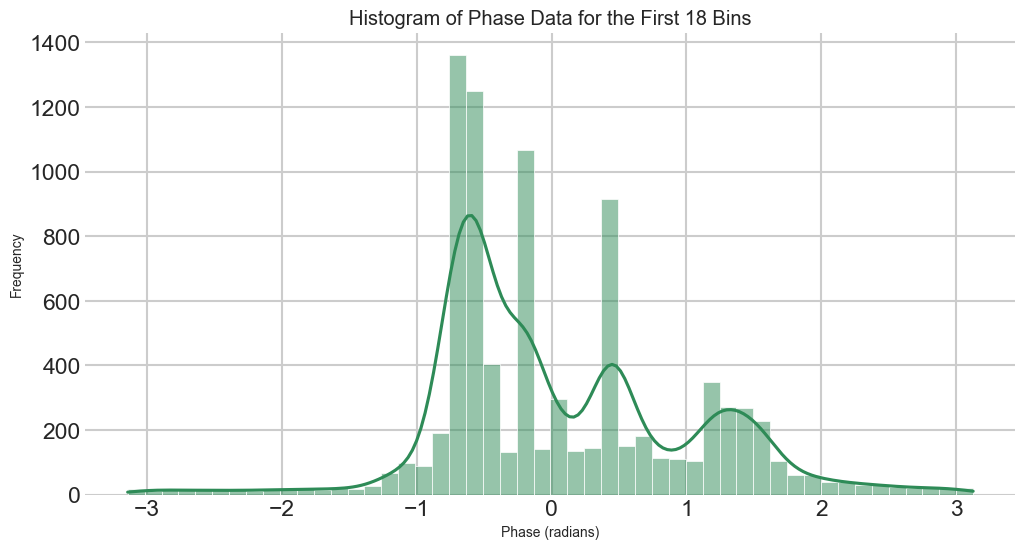 Histogram of Phase Data for the First 18 Bins
1400
1200
1000
800
600
400
200
0
Frequency
−3 −2 −1 0 1 2 3
Phase (radians)